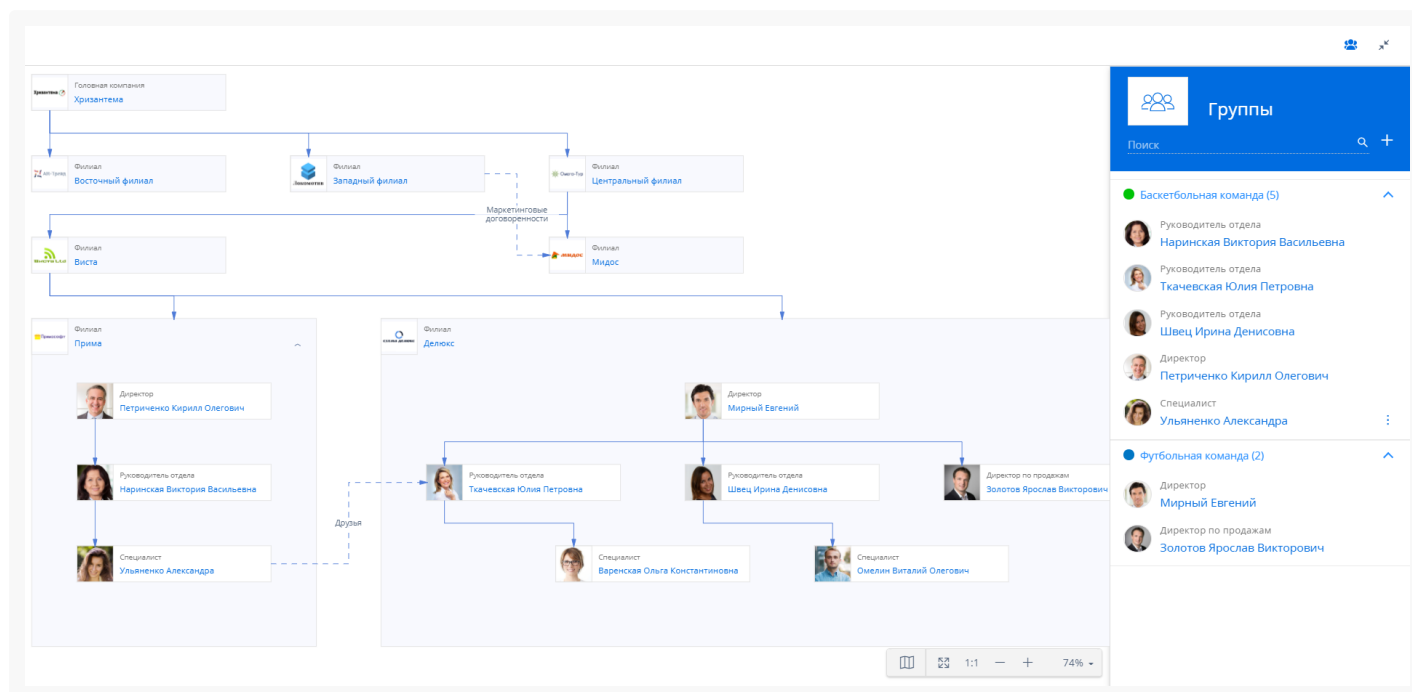 Головная компания
Хризантема
Филиал
Восточный филиал
Филиал
Западный филиал
Филиал
Центральный филиал
Маркетинговые
договоренности
Филиал
Виста
Филиал
Мидос
Филиал
Прима
Филиал
Делюкс
Директор
Петриченко Кирилл Олегович
Директор
Мирный Евгений
Руководитель отдела
Наринская Виктория Васильевна
Руководитель отдела
Ткачевская Юлия Петровна
Руководитель отдела
Швец Ирина Денисовна
Директор по продажам
Золотов Ярослав Викторович
Друзья
Специалист
Ульяненко Александра
Специалист
Варенская Ольга Константиновна
Специалист
Омелин Виталий Олегович
1:1
74%
Группы
Поиск
Баскетбольная команда (5)
Руководитель отдела
Наринская Виктория Васильевна
Руководитель отдела
Ткачевская Юлия Петровна
Руководитель отдела
Швец Ирина Денисовна
Директор
Петриченко Кирилл Олегович
Специалист
Ульяненко Александра
Футбольная команда (2)
Директор
Мирный Евгений
Директор по продажам
Золотов Ярослав Викторович